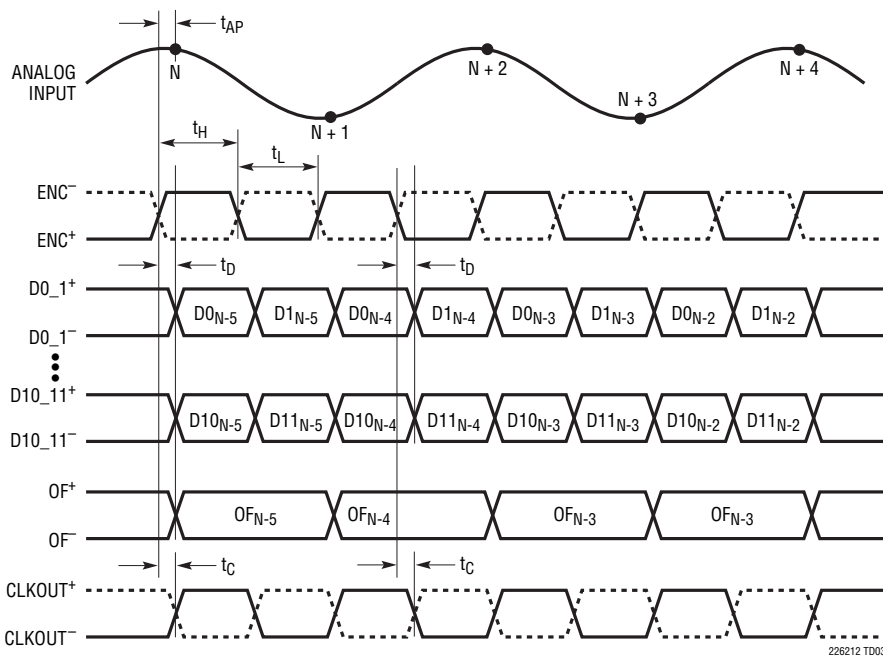 tAP
ANALOG
INPUT
N
N + 1
N + 2
N + 3
N + 4
tH
tL
ENC–
ENC+
tD
tD
D0_1+
D0N-5 D1N-5 D0N-4 D1N-4 D0N-3 D1N-3 D0N-2 D1N-2
D0_1–
D10_11+
D10N-5 D11N-5 D10N-4 D11N-4 D10N-3 D11N-3 D10N-2 D11N-2
D10_11–
OF+
OFN-5 OFN-4 OFN-3 OFN-3
OF–
tC
tC
CLKOUT+
CLKOUT–
226212 TD03